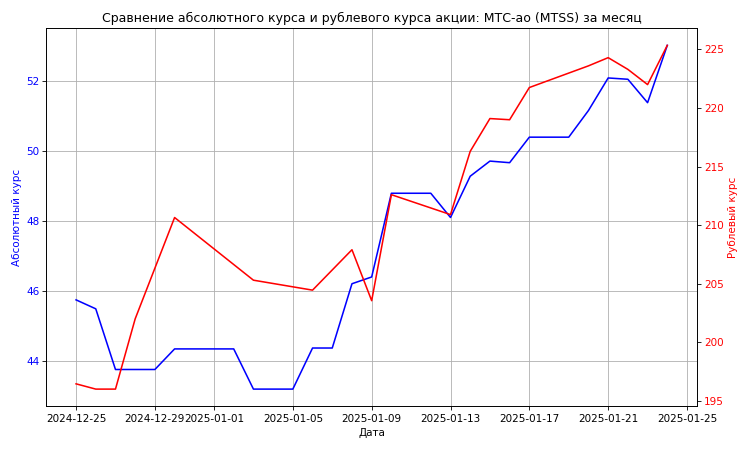 Сравнение абсолютного курса и рублевого курса акции: МТС-ао (MTSS) за месяц
52
50
48
46
44
Абсолютный курс
225
220
215
210
205
200
195
Рублевый курс
2024-12-25 2024-12-29 2025-01-01 2025-01-05 2025-01-09 2025-01-13 2025-01-17 2025-01-21 2025-01-25
Дата